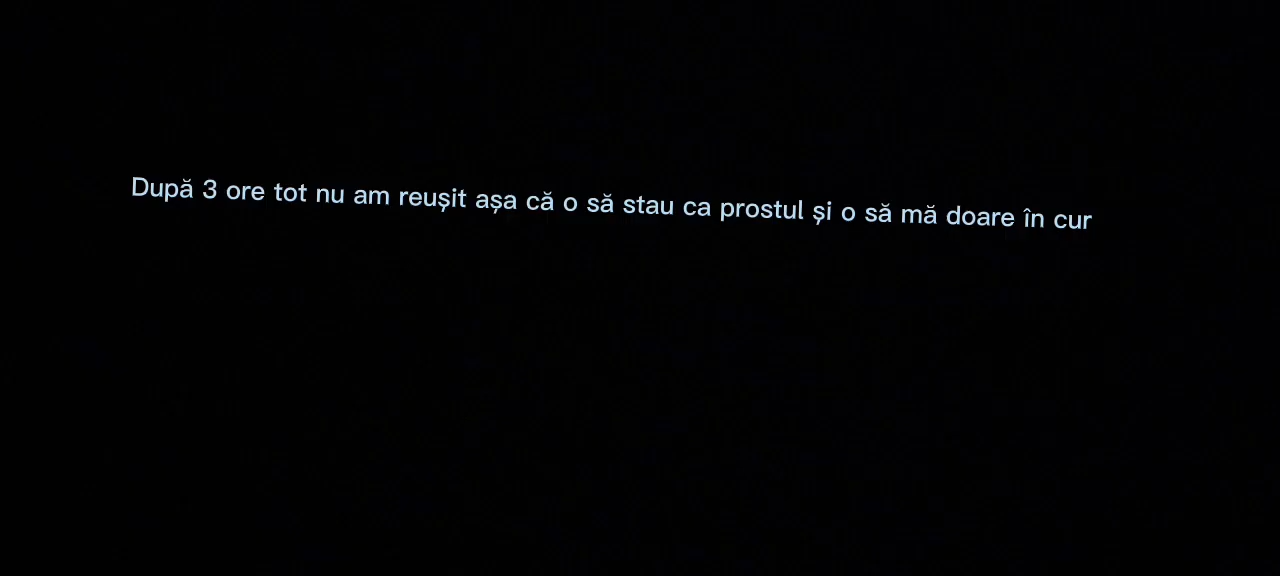 După 3 ore tot nu am reușit așa că o să stau ca prostul și o să mă doare în cur